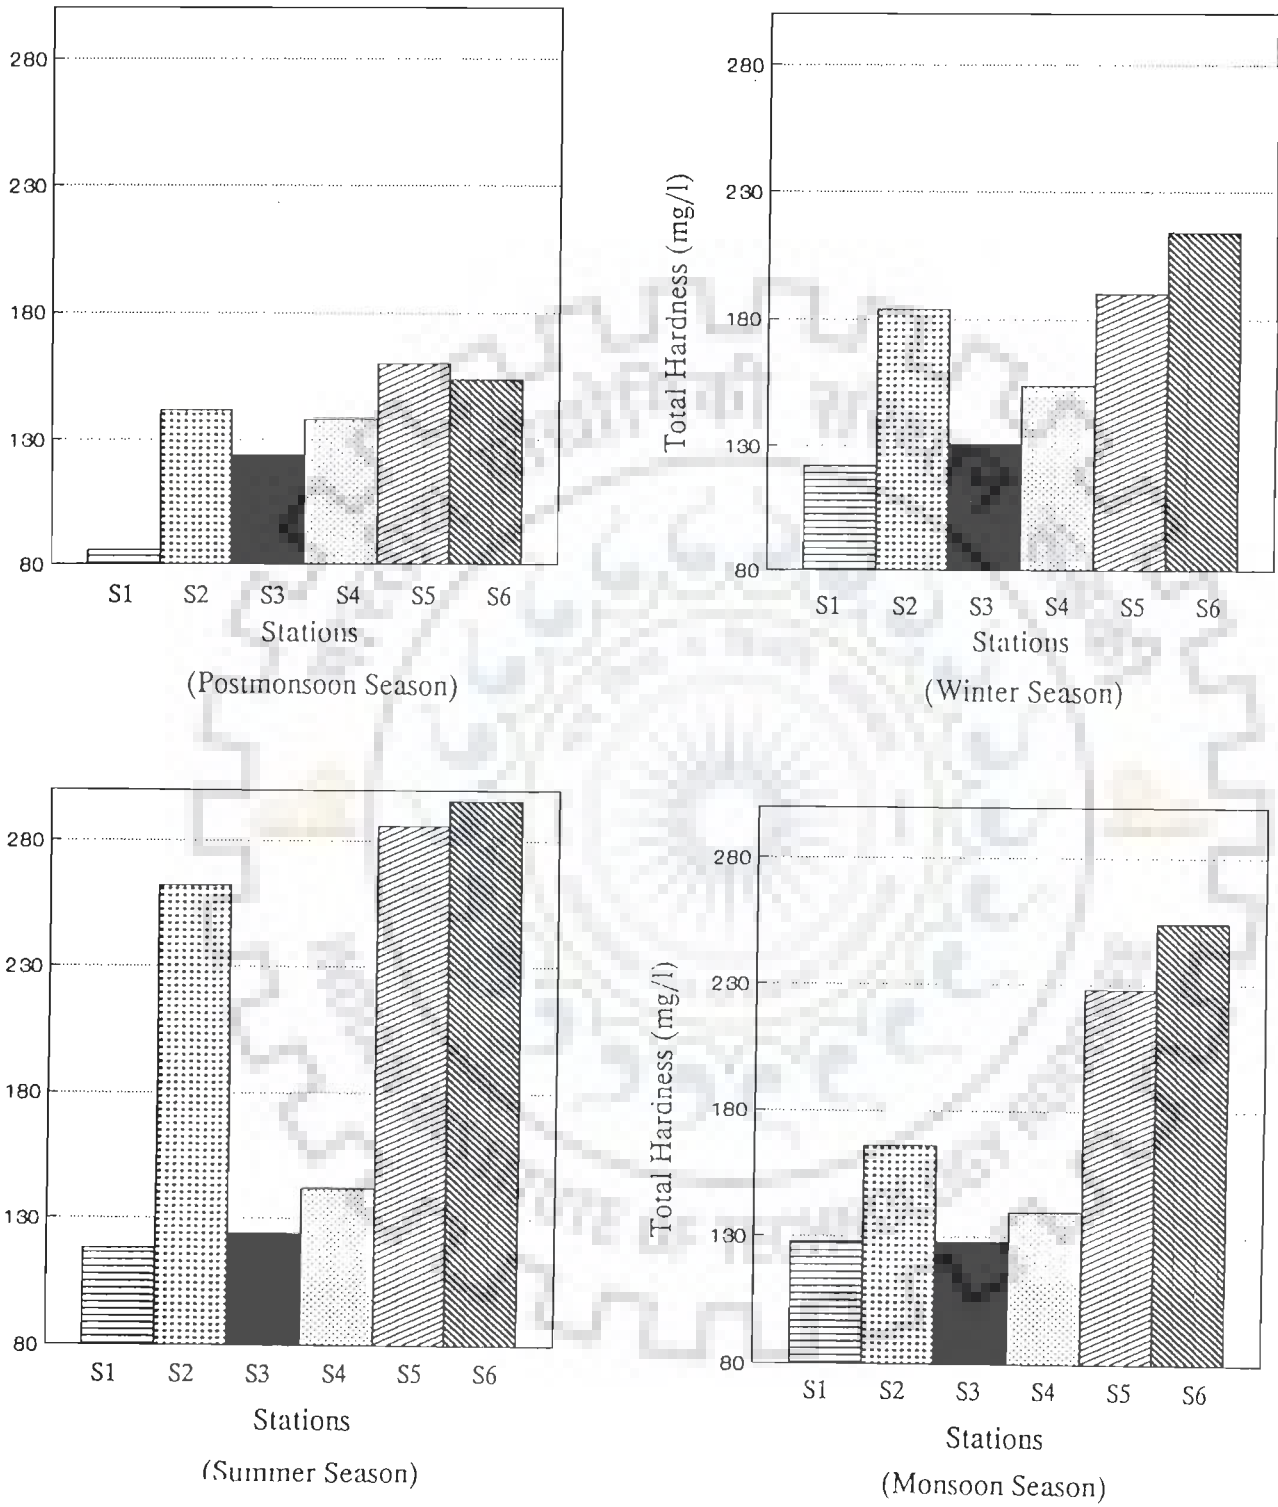 280
230
180
130
80
S1 S2 S3 S4 S5 S6
Stations
(Postmonsoon Season)
Total Hardness (mg/l)
280
230
180
130
80
S1 S2 S3 S4 S5 S6
Stations
(Winter Season)
280
230
180
130
80
S1 S2 S3 S4 S5 S6
Stations
(Summer Season)
Total Hardness (mg/l)
280
230
180
130
80
S1 S2 S3 S4 S5 S6
Stations
(Monsoon Season)